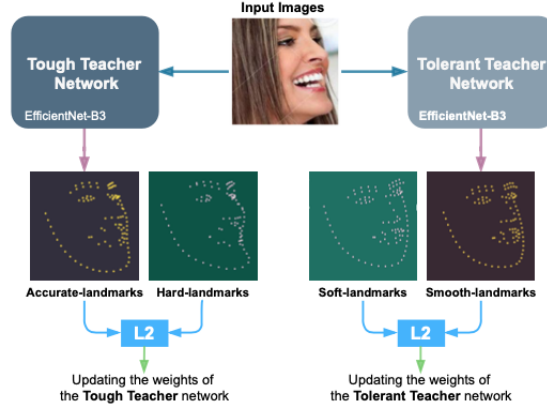 Input Images
Tough Teacher
Network
EfficientNet-B3
Tolerant Teacher
Network
EfficientNet-B3
Accurate-landmarks
Hard-landmarks
Soft-landmarks
Smooth-landmarks
L2
L2
Updating the weights of
the Tough Teacher network
Updating the weights of
the Tolerant Teacher network